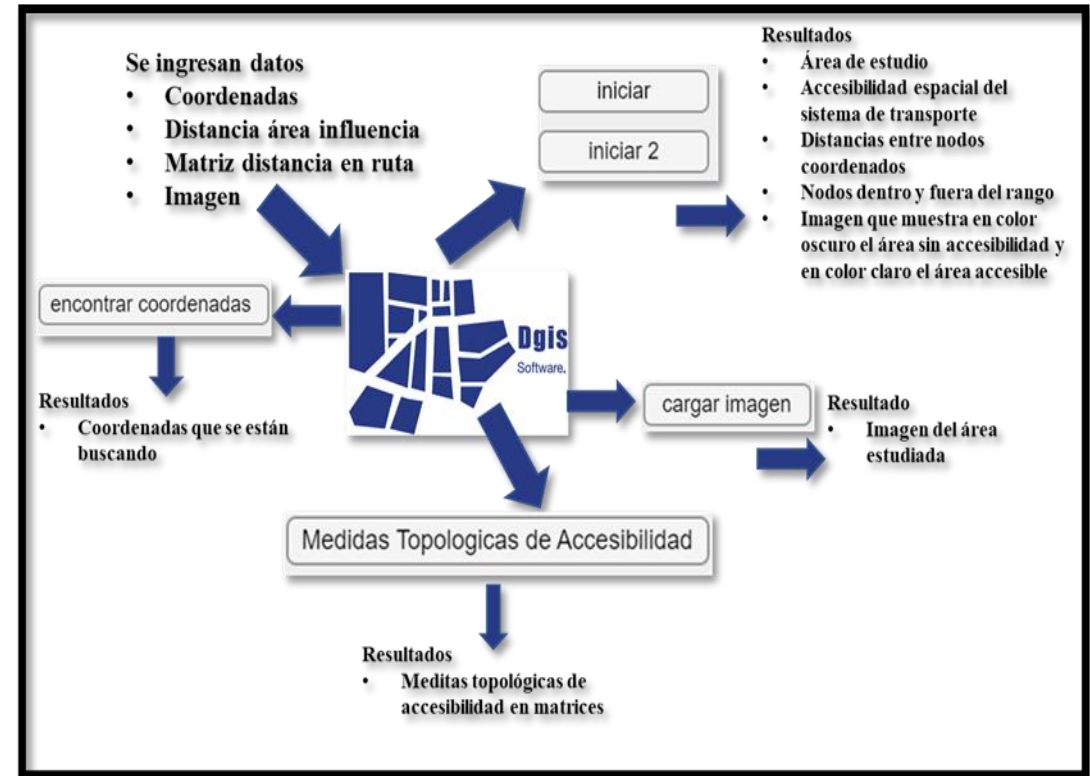 Se ingresan datos
• Coordenadas
• Distancia área influencia
• Matriz distancia en ruta
• Imagen
iniciar
iniciar 2
Resultados
• Área de estudio
• Accesibilidad espacial del
sistema de transporte
• Distancias entre nodos
coordenados
• Nodos dentro y fuera del rango
• Imagen que muestra en color
oscuro el área sin accesibilidad y
en color claro el área accesible
encontrar coordenadas
Resultados
• Coordenadas que se están
buscando
Dgis
Software.
cargar imagen
Resultado
• Imagen del área
estudiada
Medidas Topologicas de Accesibilidad
Resultados
• Meditas topológicas de
accesibilidad en matrices